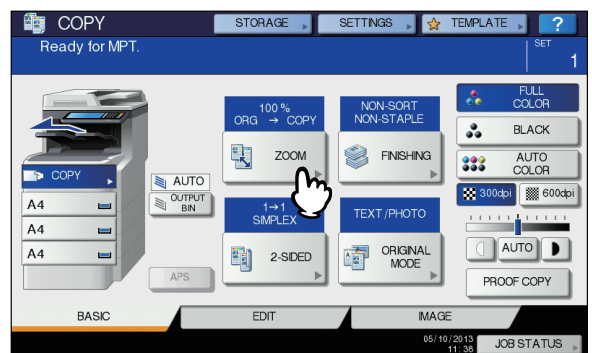 COPY
STORAGE
SETTINGS
TEMPLATE
?
Ready for MPT.
SET
1
100 %
ORG → COPY
ZOOM
NON-SORT
NON-STAPLE
FINISHING
FULL
COLOR
BLACK
AUTO
COLOR
300dpi
600dpi
COPY
A4
A4
A4
AUTO
OUTPUT
BIN
APS
1→1
SIMPLEX
2-SIDED
TEXT/PHOTO
ORIGINAL
MODE
AUTO
PROOF COPY
BASIC
EDIT
IMAGE
05/10/2013
11:38
JOB STATUS